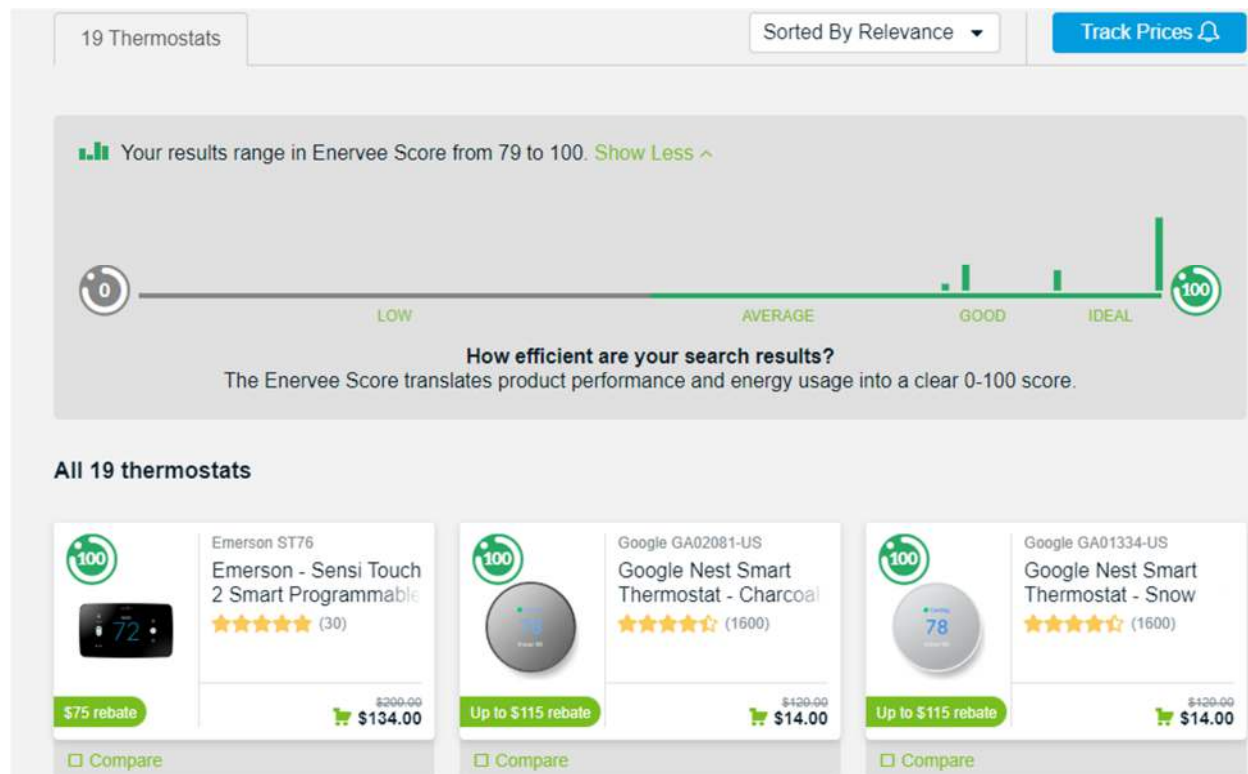 19 Thermostats
Sorted By Relevance
Track Prices
Your results range in Enervee Score from 79 to 100. Show Less
0
100
LOW
AVERAGE
GOOD
IDEAL
How efficient are your search results?
The Enervee Score translates product performance and energy usage into a clear 0-100 score.
All 19 thermostats
100
Emerson ST76
Emerson - Sensi Touch
2 Smart Programmable
(30)
72
$75 rebate
$200.00
$134.00
Compare
100
Google GA02081-US
Google Nest Smart
Thermostat - Charcoal
(1600)
78
Up to $115 rebate
$120.00
$14.00
Compare
100
Google GA01334-US
Google Nest Smart
Thermostat - Snow
(1600)
78
Up to $115 rebate
$120.00
$14.00
Compare